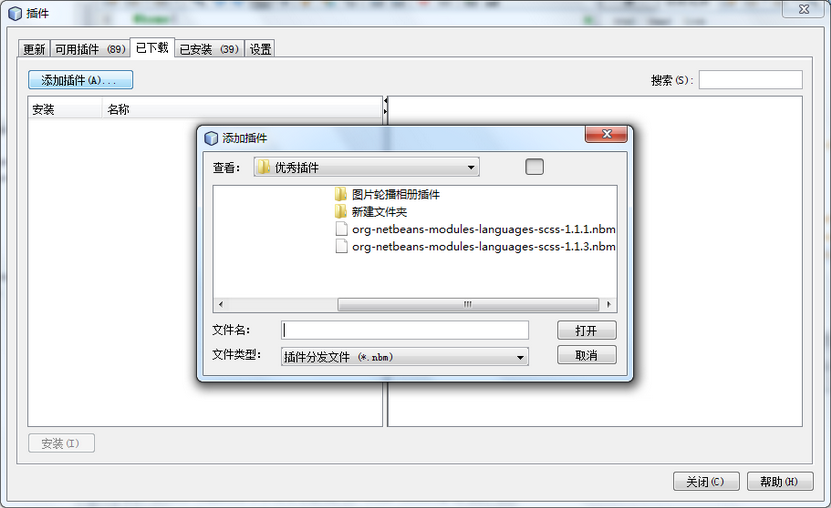 插件
更新 可用插件 (89) 已下载 已安装 (39) 设置
添加插件(A)... 搜索(S):
安装 名称
添加插件
查看: 优秀插件
图片轮播相册插件
新建文件夹
org-netbeans-modules-languages-scss-1.1.1.nbm
org-netbeans-modules-languages-scss-1.1.3.nbm
文件名: 打开
文件类型: 插件分发文件 (*.nbm) 取消
安装(I)
关闭(C) 帮助(H)